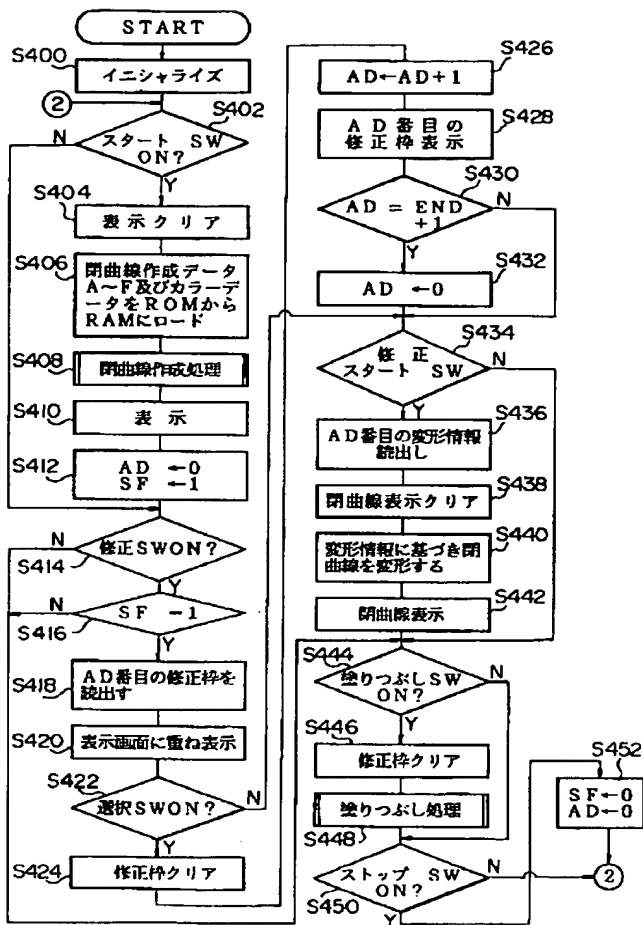 START
S400
イニシャライズ
②
S402
スタート SW
ON?
N
Y
S404
表示クリア
S406
閉曲線作成データ
A～F及びカラーデ
ータをROMから
RAMにロード
S408
閉曲線作成処理
S410
表 示
S412
AD ←0
SF ←1
N
修正SWON?
S414
Y
N
SF -1
S416
Y
S418
AD番目の修正枠を
読出す
S420
表示画面に重ね表示
S422
選択SWON?
N
Y
S424
修正枠クリア
S426
AD←AD+1
S428
AD番目の
修正枠表示
S430
AD = END
+1
N
Y
S432
AD ←0
S434
修 正
スタート SW
N
Y
S436
AD番目の変形情報
読出し
S438
閉曲線表示クリア
S440
変形情報に基づき閉
曲線を変形する
S442
閉曲線表示
S444
塗りつぶしSW
ON?
N
Y
S446
修正枠クリア
塗りつぶし処理
S448
ストップ SW
ON?
N
S450
Y
S452
SF←0
AD←0
②